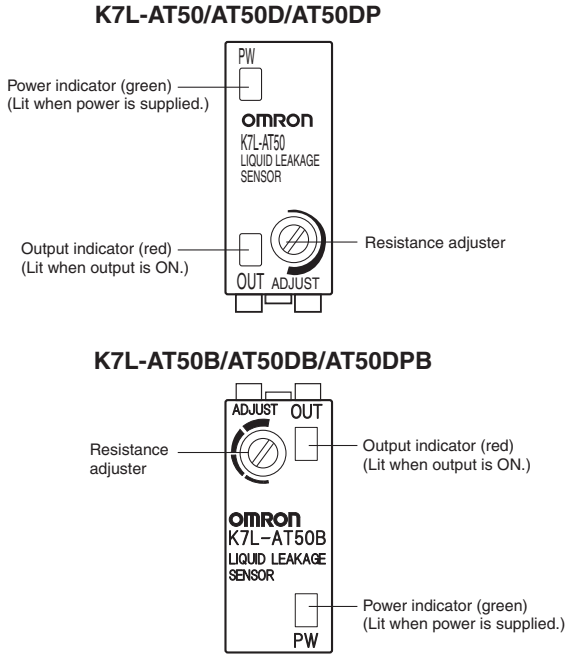 K7L-AT50/AT50D/AT50DP
PW
Power indicator (green)
(Lit when power is supplied.)
OMRON
K7L-AT50
LIQUID LEAKAGE
SENSOR
Output indicator (red)
(Lit when output is ON.)
Resistance adjuster
OUT ADJUST
K7L-AT50B/AT50DB/AT50DPB
ADJUST OUT
Resistance
adjuster
Output indicator (red)
(Lit when output is ON.)
OMRON
K7L-AT50B
LIQUID LEAKAGE
SENSOR
Power indicator (green)
(Lit when power is supplied.)
PW